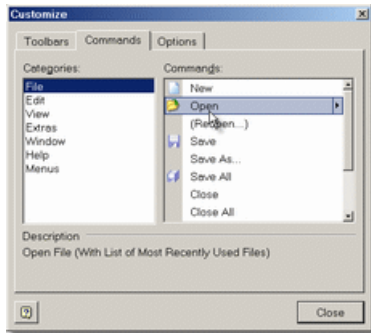 Customize
Toolbars Commands Options
Categories:
File
Edit
View
Extras
Window
Help
Menus
Commands:
New
Open
(Reopen...)
Save
Save As...
Save All
Close
Close All
Description
Open File (With List of Most Recently Used Files)
Close